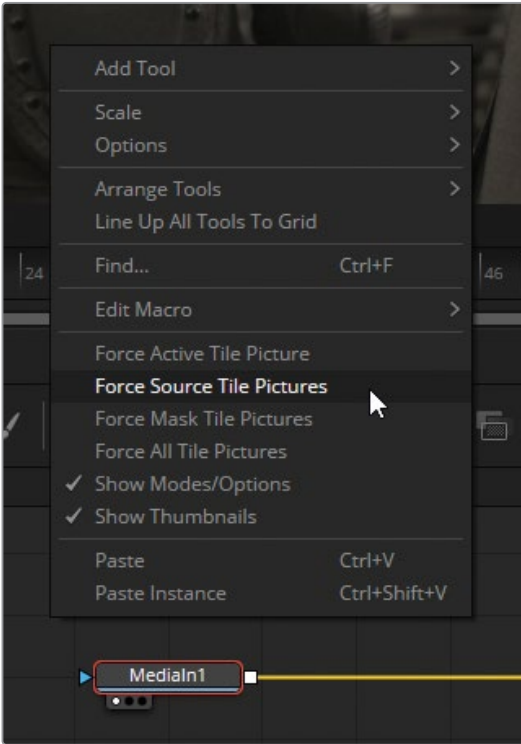 Add Tool
Scale
Options
Arrange Tools
Line Up All Tools To Grid
24
Find... Ctrl+F
46
Edit Macro
Force Active Tile Picture
Force Source Tile Pictures
Force Mask Tile Pictures
Force All Tile Pictures
Show Modes/Options
Show Thumbnails
Paste Ctrl+V
Paste Instance Ctrl+Shift+V
MediaIn1